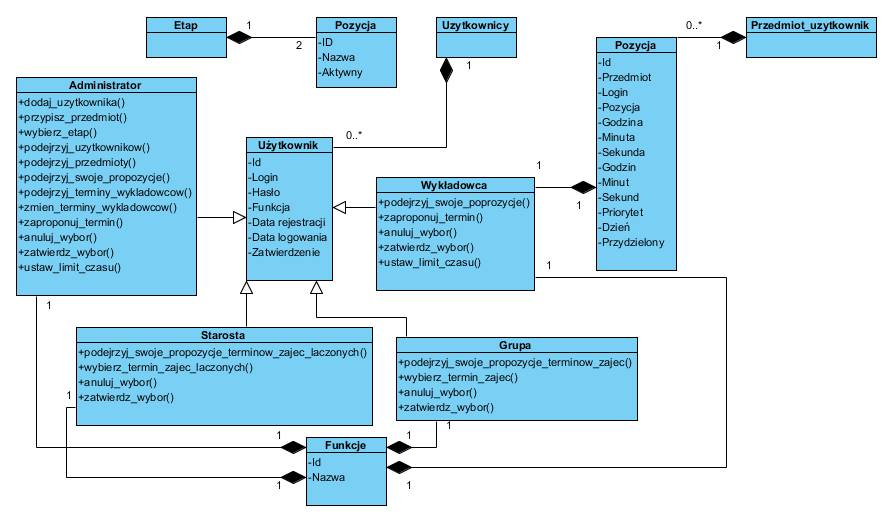 Etap
1
2
Pozycja
-ID
-Nazwa
-Aktywny
Uzytkownicy
1
0..*
Pozycja
-Id
-Przedmiot
-Login
-Pozycja
-Godzina
-Minuta
-Sekunda
-Godzin
-Minut
-Sekund
-Priorytet
-Dzień
-Przydzielony
0..*
1
Przedmiot_uzytkownik
Administrator
+dodaj_uzytkownika()
+przypisz_przedmiot()
+wybierz_etap()
+podejrzyj_uzytkownikow()
+podejrzyj_przedmioty()
+podejrzyj_swoje_propozycje()
+podejrzyj_terminy_wykladowcow()
+zmien_terminy_wykladowcow()
+zaproponuj_termin()
+anuluj_wybor()
+zatwierdz_wybor()
+ustaw_limit_czasu()
1
Użytkownik
-Id
-Login
-Hasło
-Funkcja
-Data rejestracji
-Data logowania
-Zatwierdzenie
Wykładowca
+podejrzyj_swoje_poprozycje()
+zaproponuj_termin()
+anuluj_wybor()
+zatwierdz_wybor()
+ustaw_limit_czasu()
1
1
1
Starosta
+podejrzyj_swoje_propozycje_terminow_zajec_laczonych()
+wybierz_termin_zajec_laczonych()
+anuluj_wybor()
+zatwierdz_wybor()
1
Grupa
+podejrzyj_swoje_propozycje_terminow_zajec()
+wybierz_termin_zajec()
+anuluj_wybor()
+zatwierdz_wybor()
1
1
1
Funkcje
-Id
-Nazwa
1
1